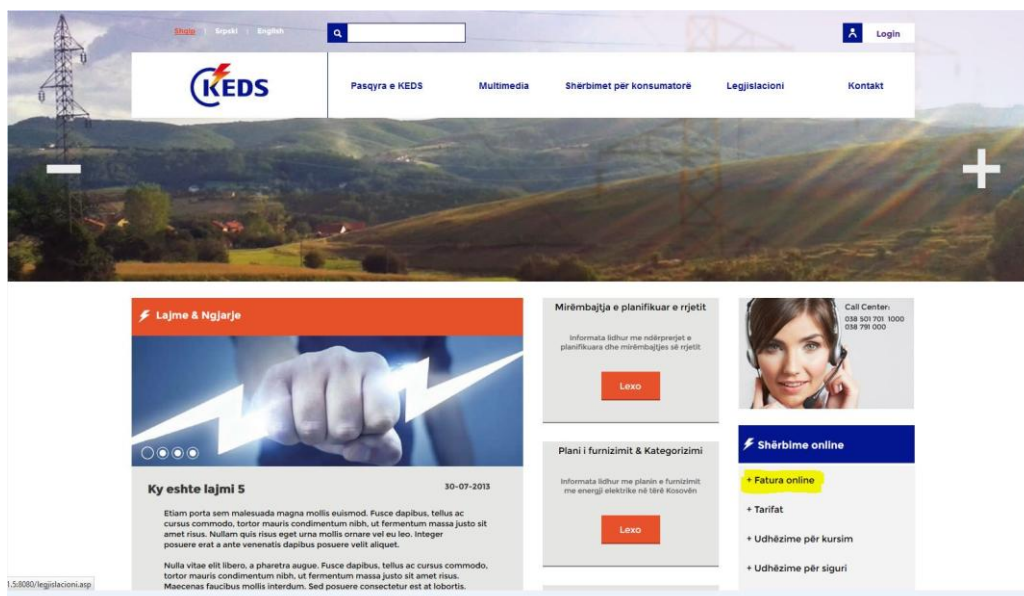 Shqip | Srpski | English
Login
KEDS
Pasqyra e KEDS
Multimedia
Shërbimet për konsumatorë
Legjislacioni
Kontakt
Lajme & Ngjarje
Ky eshte lajmi 5
30-07-2013
Etiam porta sem malesuada magna mollis euismod. Fusce dapibus, tellus ac
cursus commodo, tortor mauris condimentum nibh, ut fermentum massa justo sit
amet risus. Nullam quis risus eget urna mollis ornare vel eu leo. Integer
posuere erat a ante venenatis dapibus posuere velit aliquet.
Nulla vitae elit libero, a pharetra augue. Fusce dapibus, tellus ac cursus commodo,
tortor mauris condimentum nibh, ut fermentum massa justo sit amet risus.
Maecenas faucibus mollis interdum. Sed posuere consectetur est at lobortis.
Mirëmbajtja e planifikuar e rrjetit
Informata lidhur me ndërprerjet e
planifikuara dhe mirëmbajtjes së rrjetit
Lexo
Plani i furnizimit & Kategorizimi
Informata lidhur me planin e furnizimit
me energji elektrike në tërë Kosovën
Lexo
Call Center:
038 501 701 1000
038 791 000
Shërbime online
+ Fatura online
+ Tarifat
+ Udhëzime për kursim
+ Udhëzime për siguri
1.5:8080/legjislacioni.asp